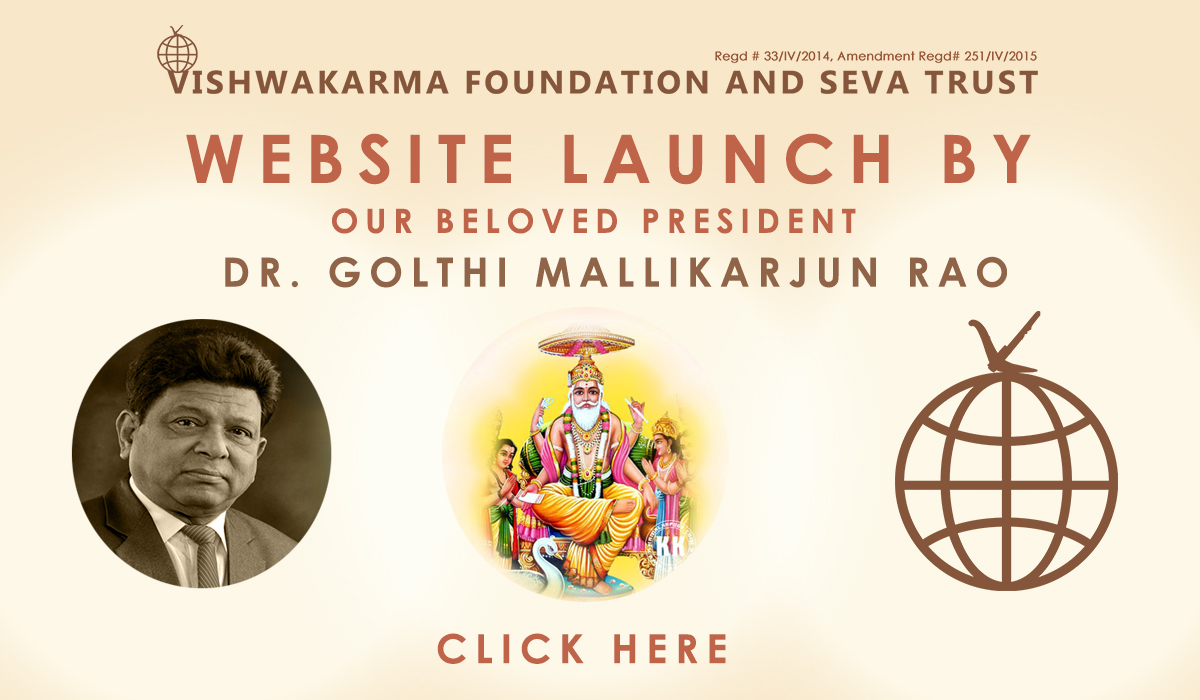 Regd # 33/IV/2014, Amendment Regd# 251/IV/2015
VISHWAKARMA FOUNDATION AND SEVA TRUST
WEBSITE LAUNCH BY
OUR BELOVED PRESIDENT
DR. GOLTHI MALLIKARJUN RAO
KK
CLICK HERE